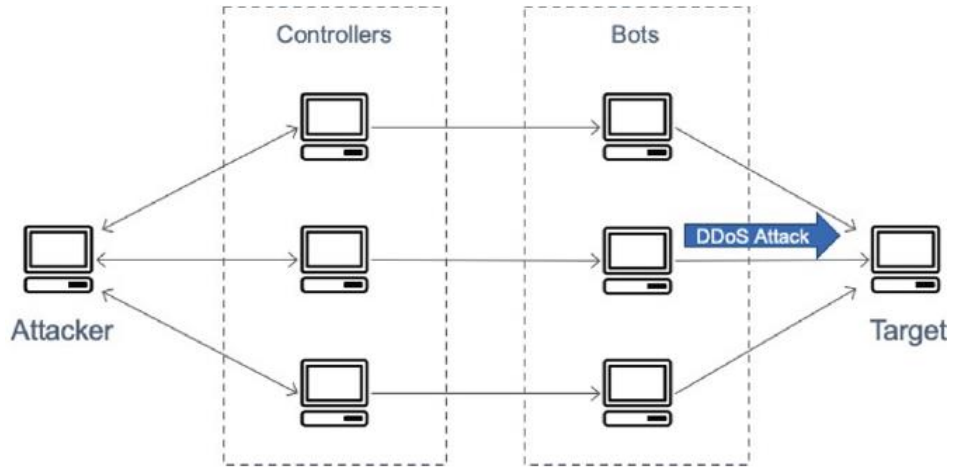 Controllers
Bots
DDoS Attack
Attacker
Target